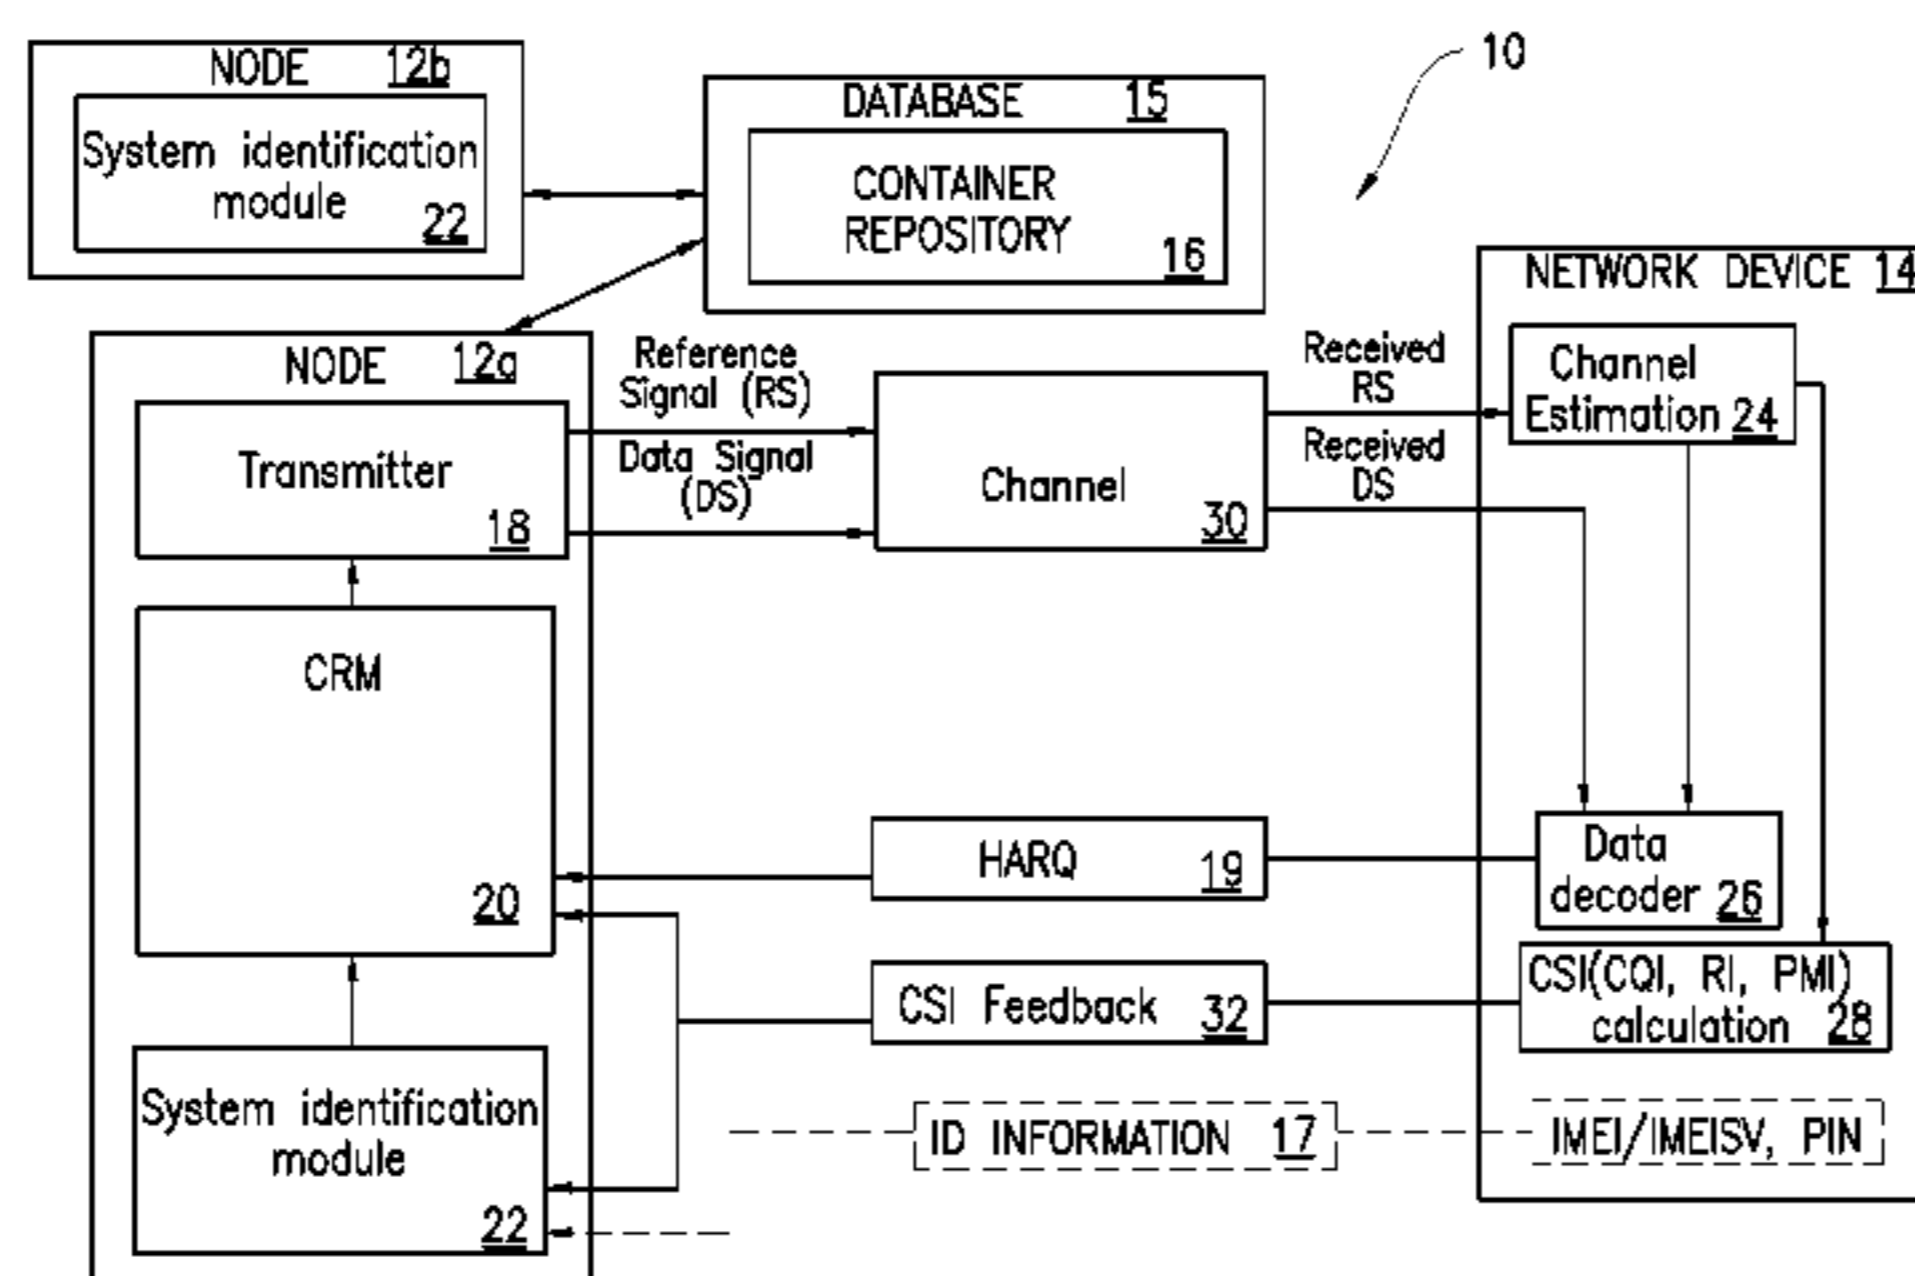 10
NODE 12b
System identification
module 22
DATABASE 15
CONTAINER
REPOSITORY 16
NETWORK DEVICE 14
NODE 12a
Transmitter
18
Reference
Signal (RS)
Data Signal
(DS)
Channel
30
Received
RS
Received
DS
Channel
Estimation 24
CRM
20
HARQ 19
Data
decoder 26
CSI Feedback 32
CSI(CQI, RI, PMI)
calculation 28
System identification
module
22
ID INFORMATION 17
IMEI/IMEISV, PIN